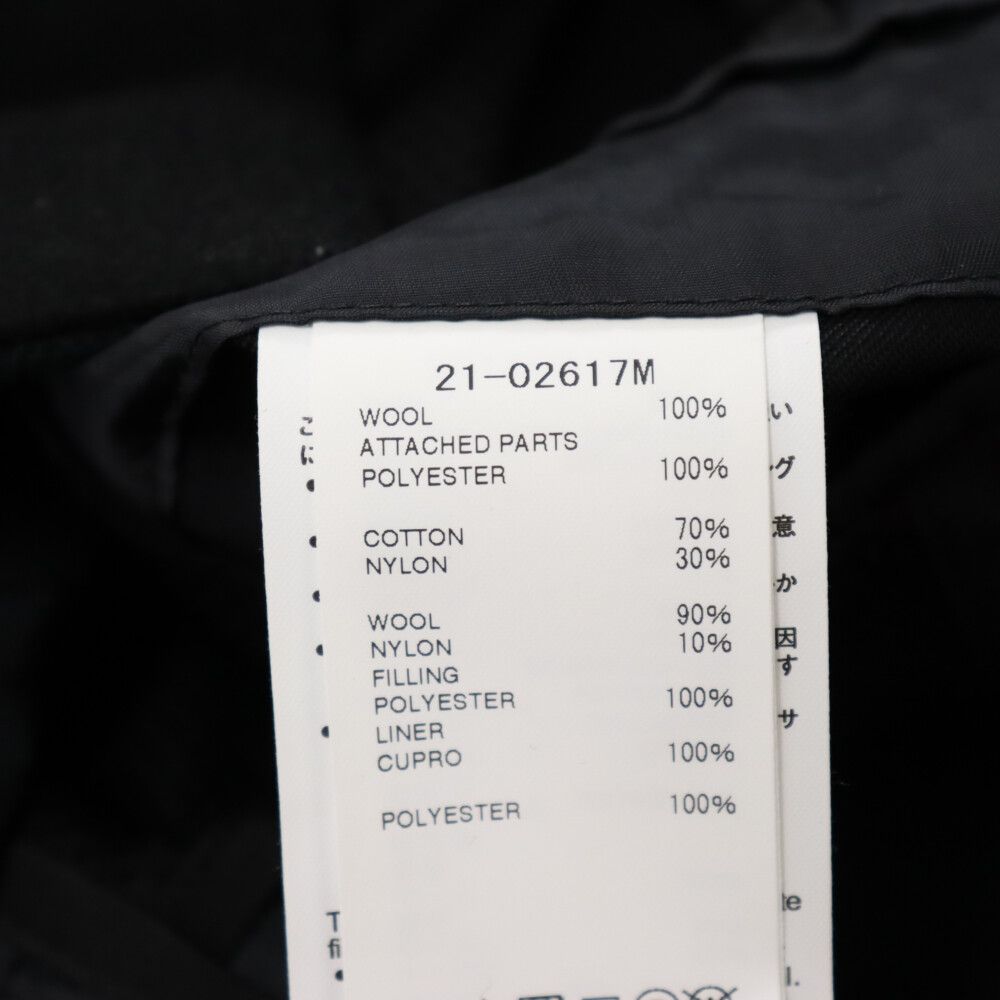 21-02617M
WOOL 100%
ATTACHED PARTS
POLYESTER 100%
COTTON 70%
NYLON 30%
WOOL 90%
NYLON 10%
FILLING
POLYESTER 100%
LINER
CUPRO 100%
POLYESTER 100%